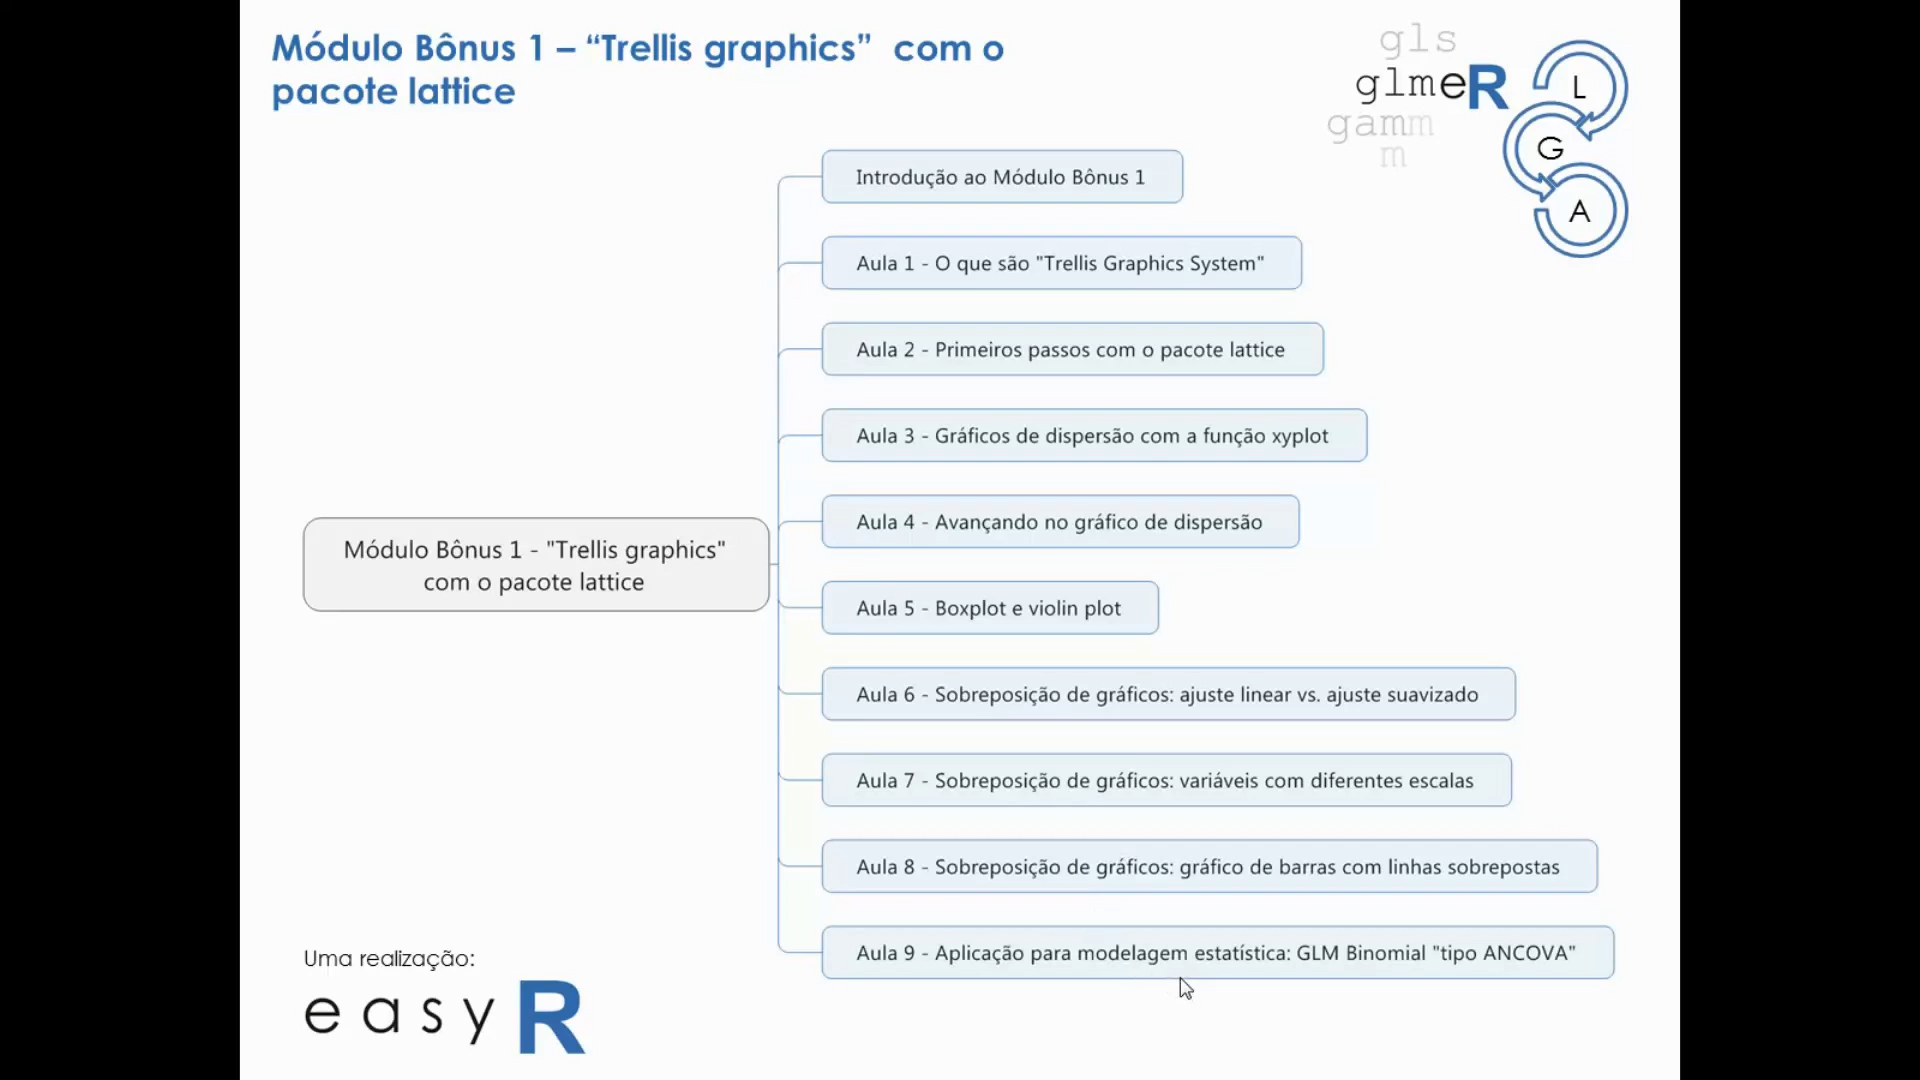 Módulo Bônus 1 – “Trellis graphics” com o
pacote lattice
gls
glmeR
gamm
m
L
G
A
Introdução ao Módulo Bônus 1
Aula 1 - O que são "Trellis Graphics System"
Aula 2 - Primeiros passos com o pacote lattice
Aula 3 - Gráficos de dispersão com a função xyplot
Aula 4 - Avançando no gráfico de dispersão
Módulo Bônus 1 - "Trellis graphics"
com o pacote lattice
Aula 5 - Boxplot e violin plot
Aula 6 - Sobreposição de gráficos: ajuste linear vs. ajuste suavizado
Aula 7 - Sobreposição de gráficos: variáveis com diferentes escalas
Aula 8 - Sobreposição de gráficos: gráfico de barras com linhas sobrepostas
Aula 9 - Aplicação para modelagem estatística: GLM Binomial "tipo ANCOVA"
Uma realização:
easyR